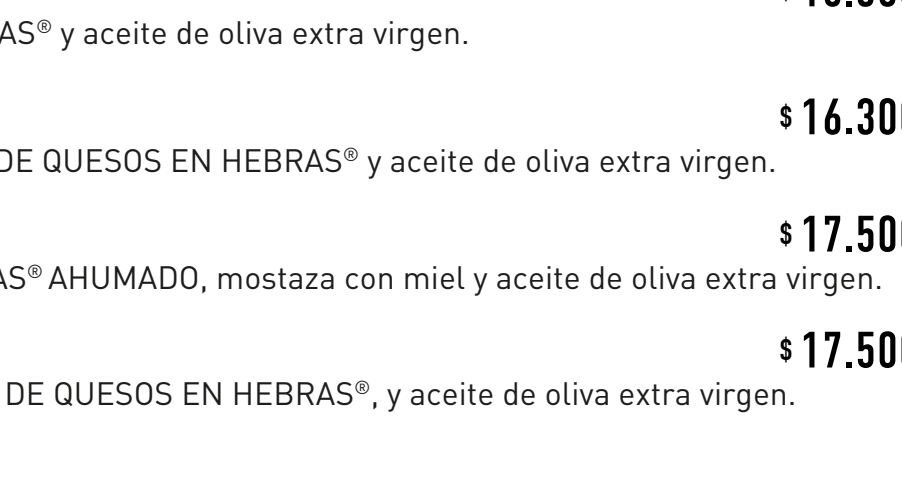 AS® y aceite de oliva extra virgen.
$ 16.30
DE QUESOS EN HEBRAS® y aceite de oliva extra virgen.
$ 17.50
AS® AHUMADO, mostaza con miel y aceite de oliva extra virgen.
$ 17.50
DE QUESOS EN HEBRAS®, y aceite de oliva extra virgen.